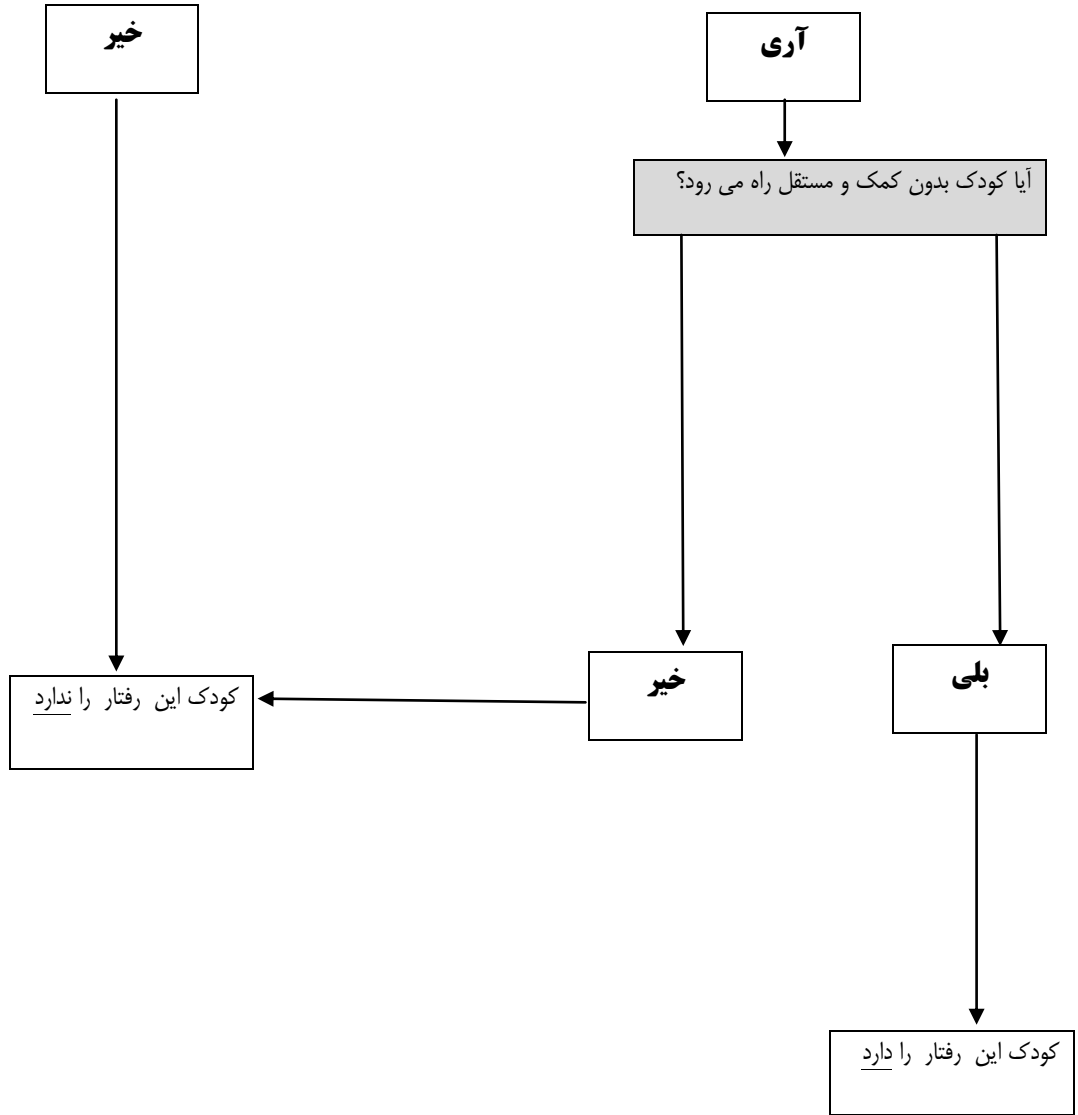 خیر
آری
آیا کودک بدون کمک و مستقل راه می رود؟
بلی
خیر
کودک این رفتار را ندارد
کودک این رفتار را دارد